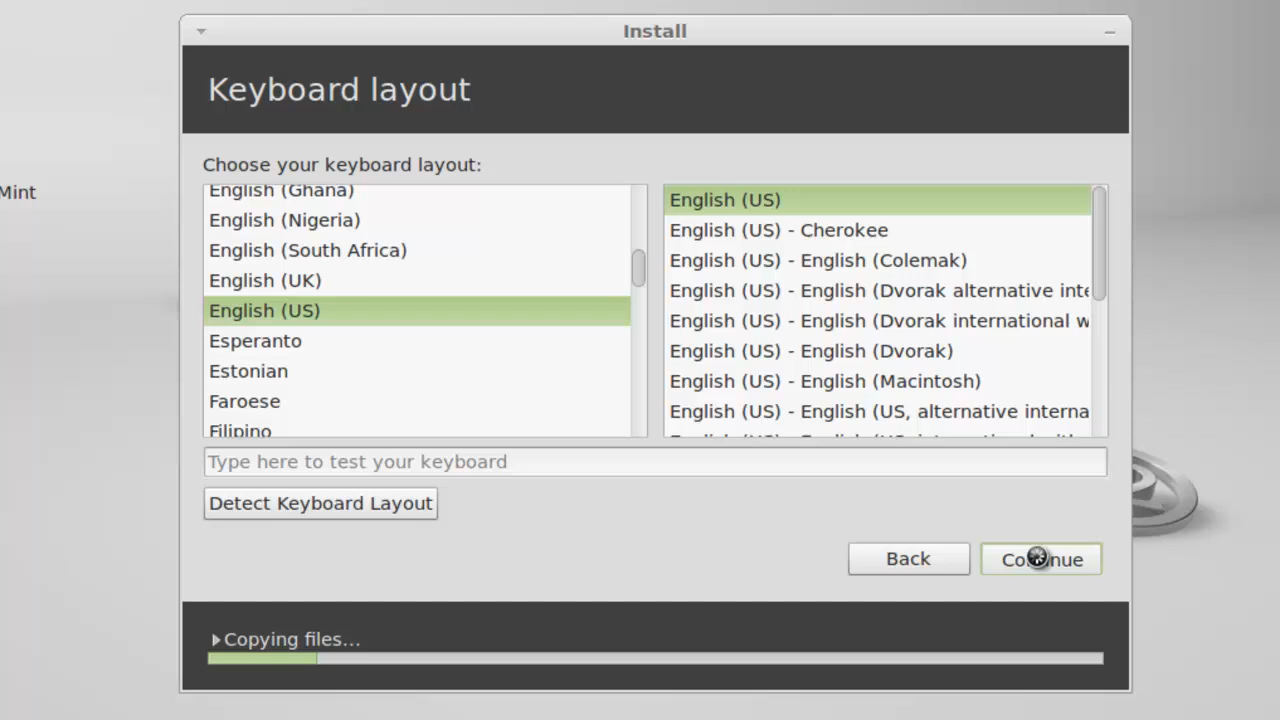 Install
Keyboard layout
Choose your keyboard layout:
Mint
English (Ghana)
English (Nigeria)
English (South Africa)
English (UK)
English (US)
Esperanto
Estonian
Faroese
Filipino
English (US)
English (US) - Cherokee
English (US) - English (Colemak)
English (US) - English (Dvorak alternative inte
English (US) - English (Dvorak international w
English (US) - English (Dvorak)
English (US) - English (Macintosh)
English (US) - English (US, alternative interna
Type here to test your keyboard
Detect Keyboard Layout
Back
Continue
Copying files...